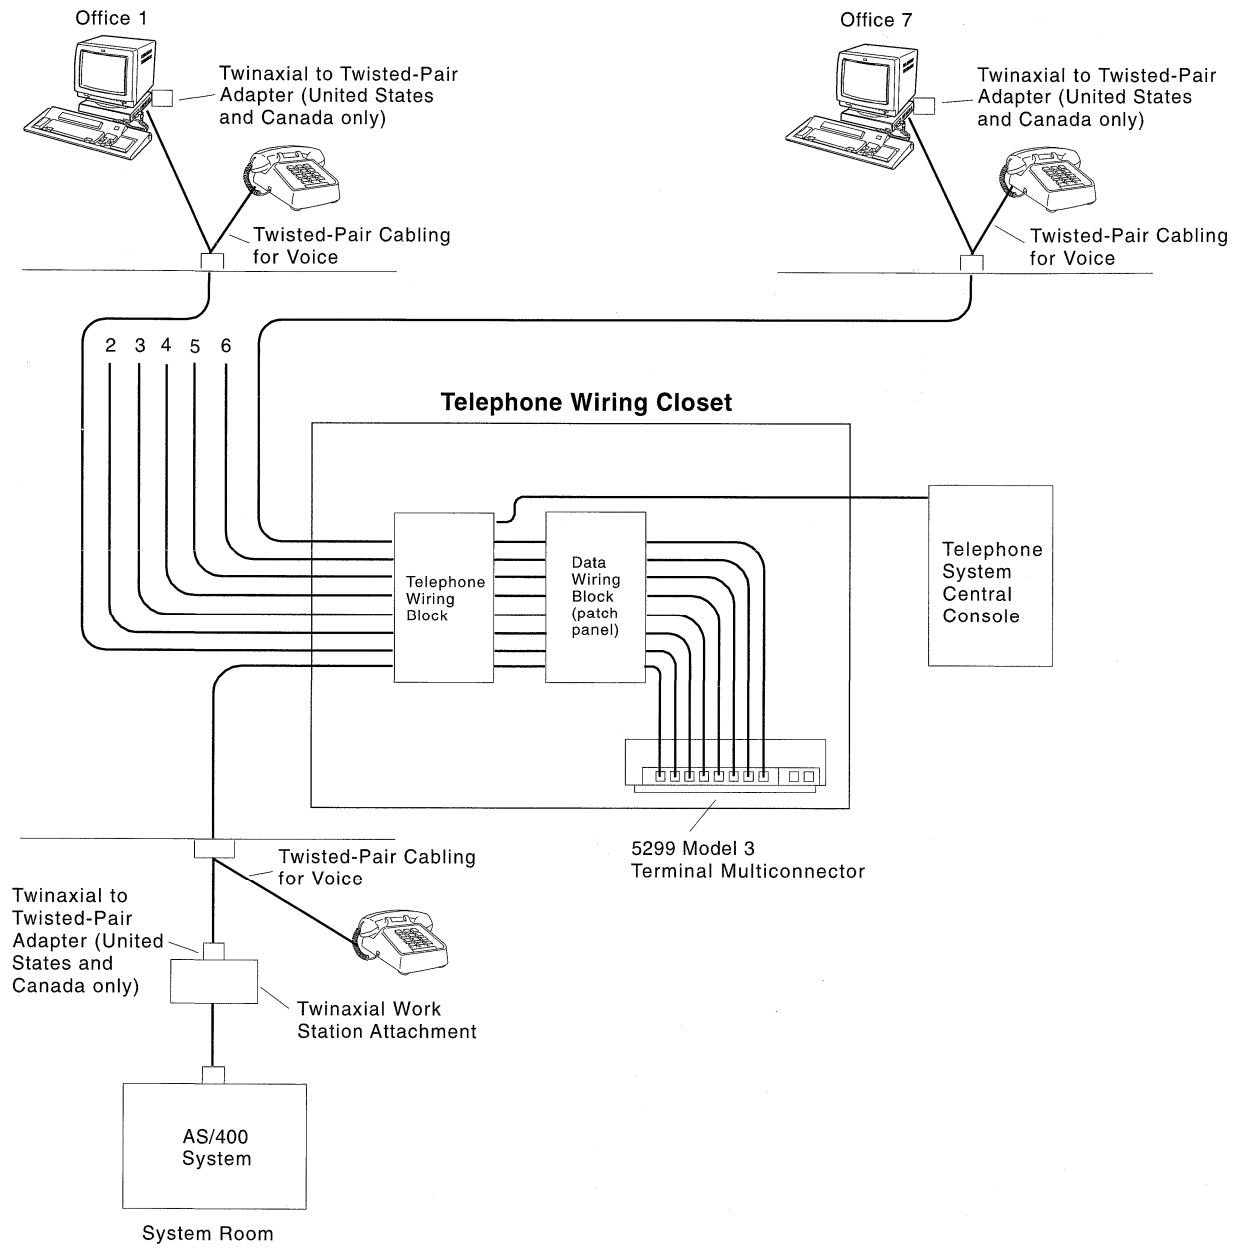 Office 1
Office 7
Twinaxial to Twisted-Pair
Adapter (United States
and Canada only)
Twinaxial to Twisted-Pair
Adapter (United States
and Canada only)
Twisted-Pair Cabling
for Voice
Twisted-Pair Cabling
for Voice
2 3 4 5 6
Telephone Wiring Closet
Telephone
Wiring
Block
Data
Wiring
Block
(patch
panel)
Telephone
System
Central
Console
5299 Model 3
Terminal Multiconnector
Twisted-Pair Cabling
for Voice
Twinaxial to
Twisted-Pair
Adapter (United
States and
Canada only)
Twinaxial Work
Station Attachment
AS/400
System
System Room